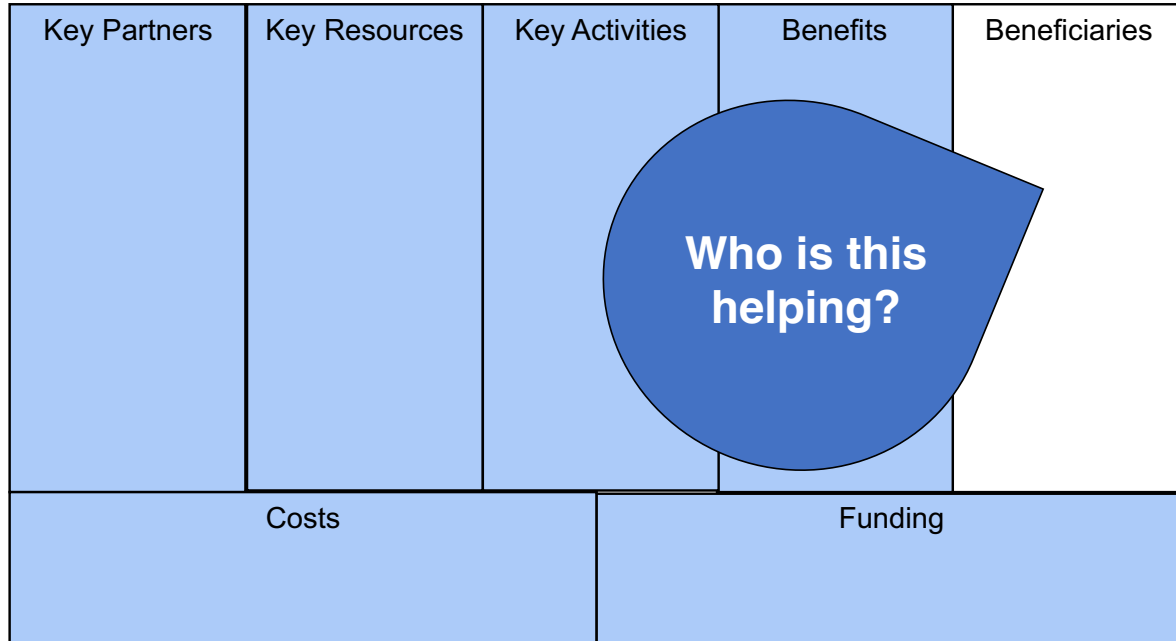 Key Partners
Key Resources
Key Activities
Benefits
Beneficiaries
Who is this
helping?
Costs
Funding